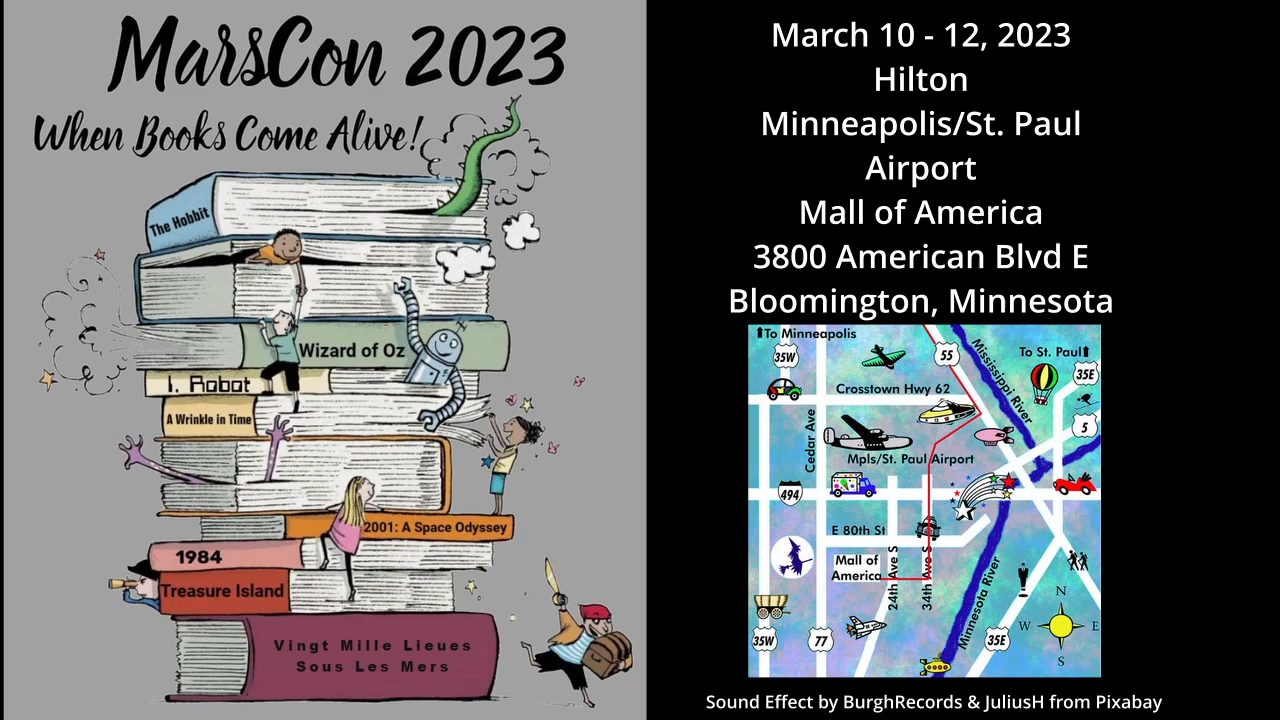 MarsCon 2023
When Books Come Alive!
The Hobbit
Wizard of Oz
I, Robot
A Wrinkle in Time
2001: A Space Odyssey
1984
Treasure Island
Vingt Mille Lieues
Sous Les Mers
March 10 - 12, 2023
Hilton
Minneapolis/St. Paul
Airport
Mall of America
3800 American Blvd E
Bloomington, Minnesota
To Minneapolis
35W
55
Mississippi River
To St. Paul
35E
Crosstown Hwy 62
5
Cedar Ave
Mpls/St. Paul Airport
494
E 80th St
Mall of
America
24th Ave S
34th Ave S
Minnesota River
N
W
E
S
35W
77
35E
Sound Effect by BurghRecords & JuliusH from Pixabay